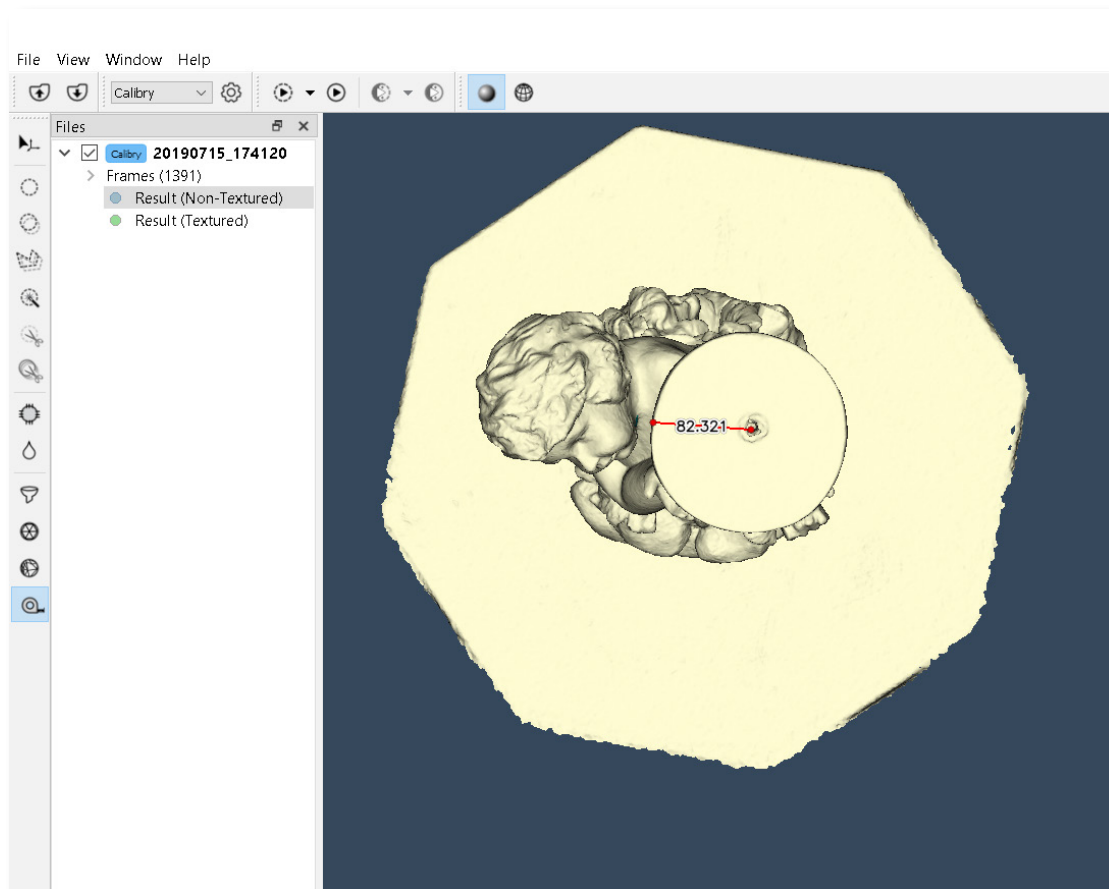 File View Window Help
Calibry
Files
Calibry 20190715_174120
Frames (1391)
Result (Non-Textured)
Result (Textured)
82.321